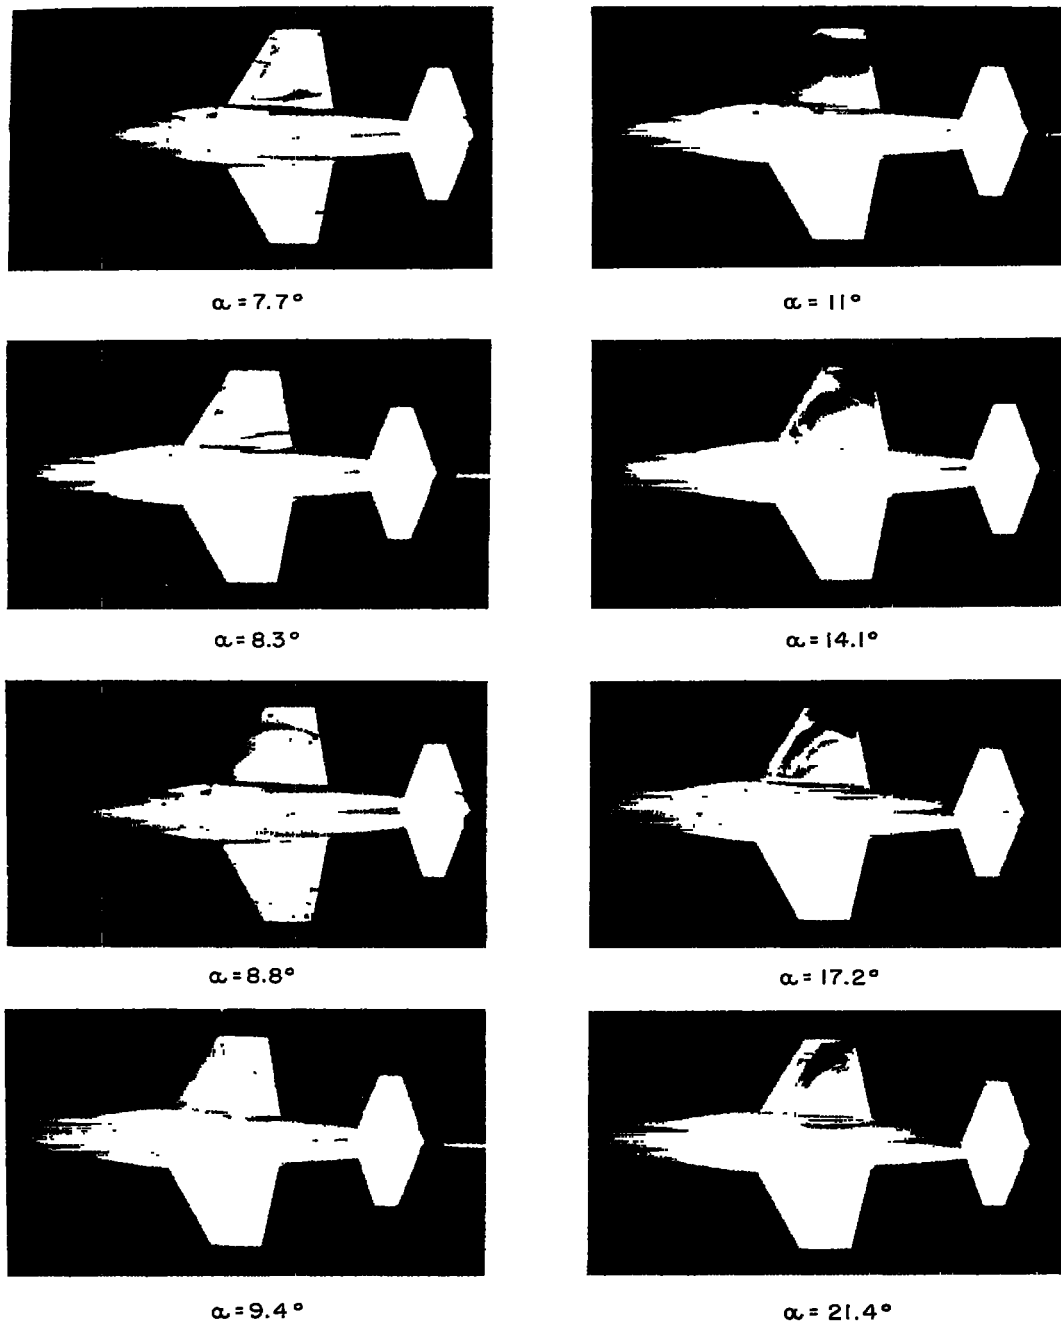 α = 7.7°
α = 11°
α = 8.3°
α = 14.1°
α = 8.8°
α = 17.2°
α = 9.4°
α = 21.4°